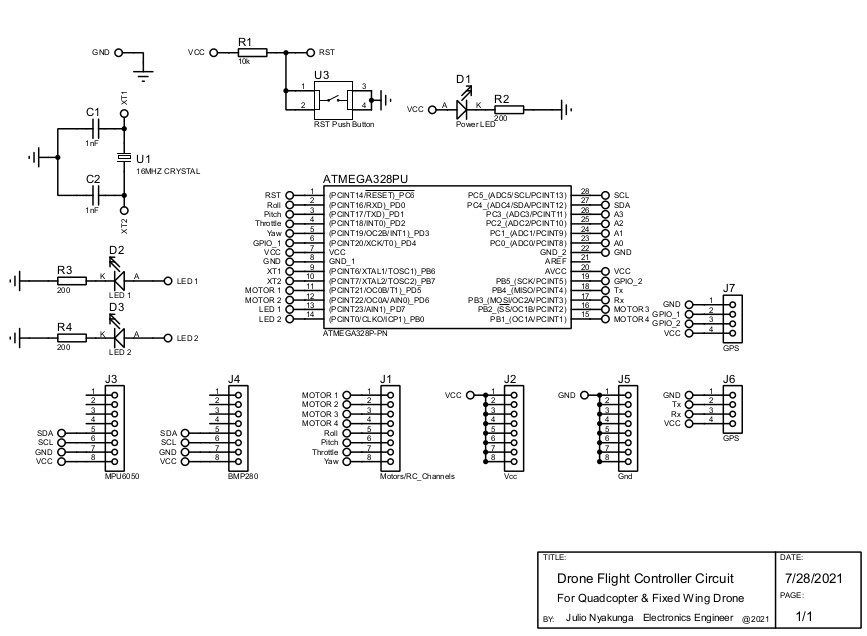 GND
VCC
R1
10k
RST
U3
1
2
3
4
RST Push Button
D1
VCC
A
K
Power LED
R2
200
XT1
C1
1nF
U1
16MHZ CRYSTAL
C2
1nF
XT2
ATMEGA328PU
RST 1 (PCINT14/RESET)_PC6
Roll 2 (PCINT16/RXD)_PD0
Pitch 3 (PCINT17/TXD)_PD1
Throttle 4 (PCINT18/INT0)_PD2
Yaw 5 (PCINT19/OC2B/INT1)_PD3
GPIO_1 6 (PCINT20/XCK/T0)_PD4
VCC 7 VCC
GND 8 GND_1
XT1 9 (PCINT6/XTAL1/TOSC1)_PB6
XT2 10 (PCINT7/XTAL2/TOSC2)_PB7
MOTOR 1 11 (PCINT21/OC0B/T1)_PD5
MOTOR 2 12 (PCINT22/OC0A/AIN0)_PD6
LED 1 13 (PCINT23/AIN1)_PD7
LED 2 14 (PCINT0/CLKO/ICP1)_PB0
PC5_(ADC5/SCL/PCINT13) 28 SCL
PC4_(ADC4/SDA/PCINT12) 27 SDA
PC3_(ADC3/PCINT11) 26 A3
PC2_(ADC2/PCINT10) 25 A2
PC1_(ADC1/PCINT9) 24 A1
PC0_(ADC0/PCINT8) 23 A0
GND_2 22 GND
AREF 21
AVCC 20 VCC
PB5_(SCK/PCINT5) 19 GPIO_2
PB4_(MISO/PCINT4) 18 Tx
PB3_(MOSI/OC2A/PCINT3) 17 Rx
PB2_(SS/OC1B/PCINT2) 16 MOTOR 3
PB1_(OC1A/PCINT1) 15 MOTOR 4
ATMEGA328P-PN
D2
R3
200
K
A
LED 1
LED 1
D3
R4
200
K
A
LED 2
LED 2
J7
GND 1
GPIO_1 2
GPIO_2 3
VCC 4
GPS
J3
1
2
3
4
SDA 5
SCL 6
GND 7
VCC 8
MPU6050
J4
1
2
3
4
SDA 5
SCL 6
GND 7
VCC 8
BMP280
J1
MOTOR 1 1
MOTOR 2 2
MOTOR 3 3
MOTOR 4 4
Roll 5
Pitch 6
Throttle 7
Yaw 8
Motors/RC_Channels
J2
VCC 1
2
3
4
5
6
7
8
Vcc
J5
GND 1
2
3
4
5
6
7
8
Gnd
J6
GND 1
Tx 2
Rx 3
VCC 4
GPS
TITLE:
Drone Flight Controller Circuit
For Quadcopter & Fixed Wing Drone
BY: Julio Nyakunga Electronics Engineer @2021
DATE:
7/28/2021
PAGE:
1/1